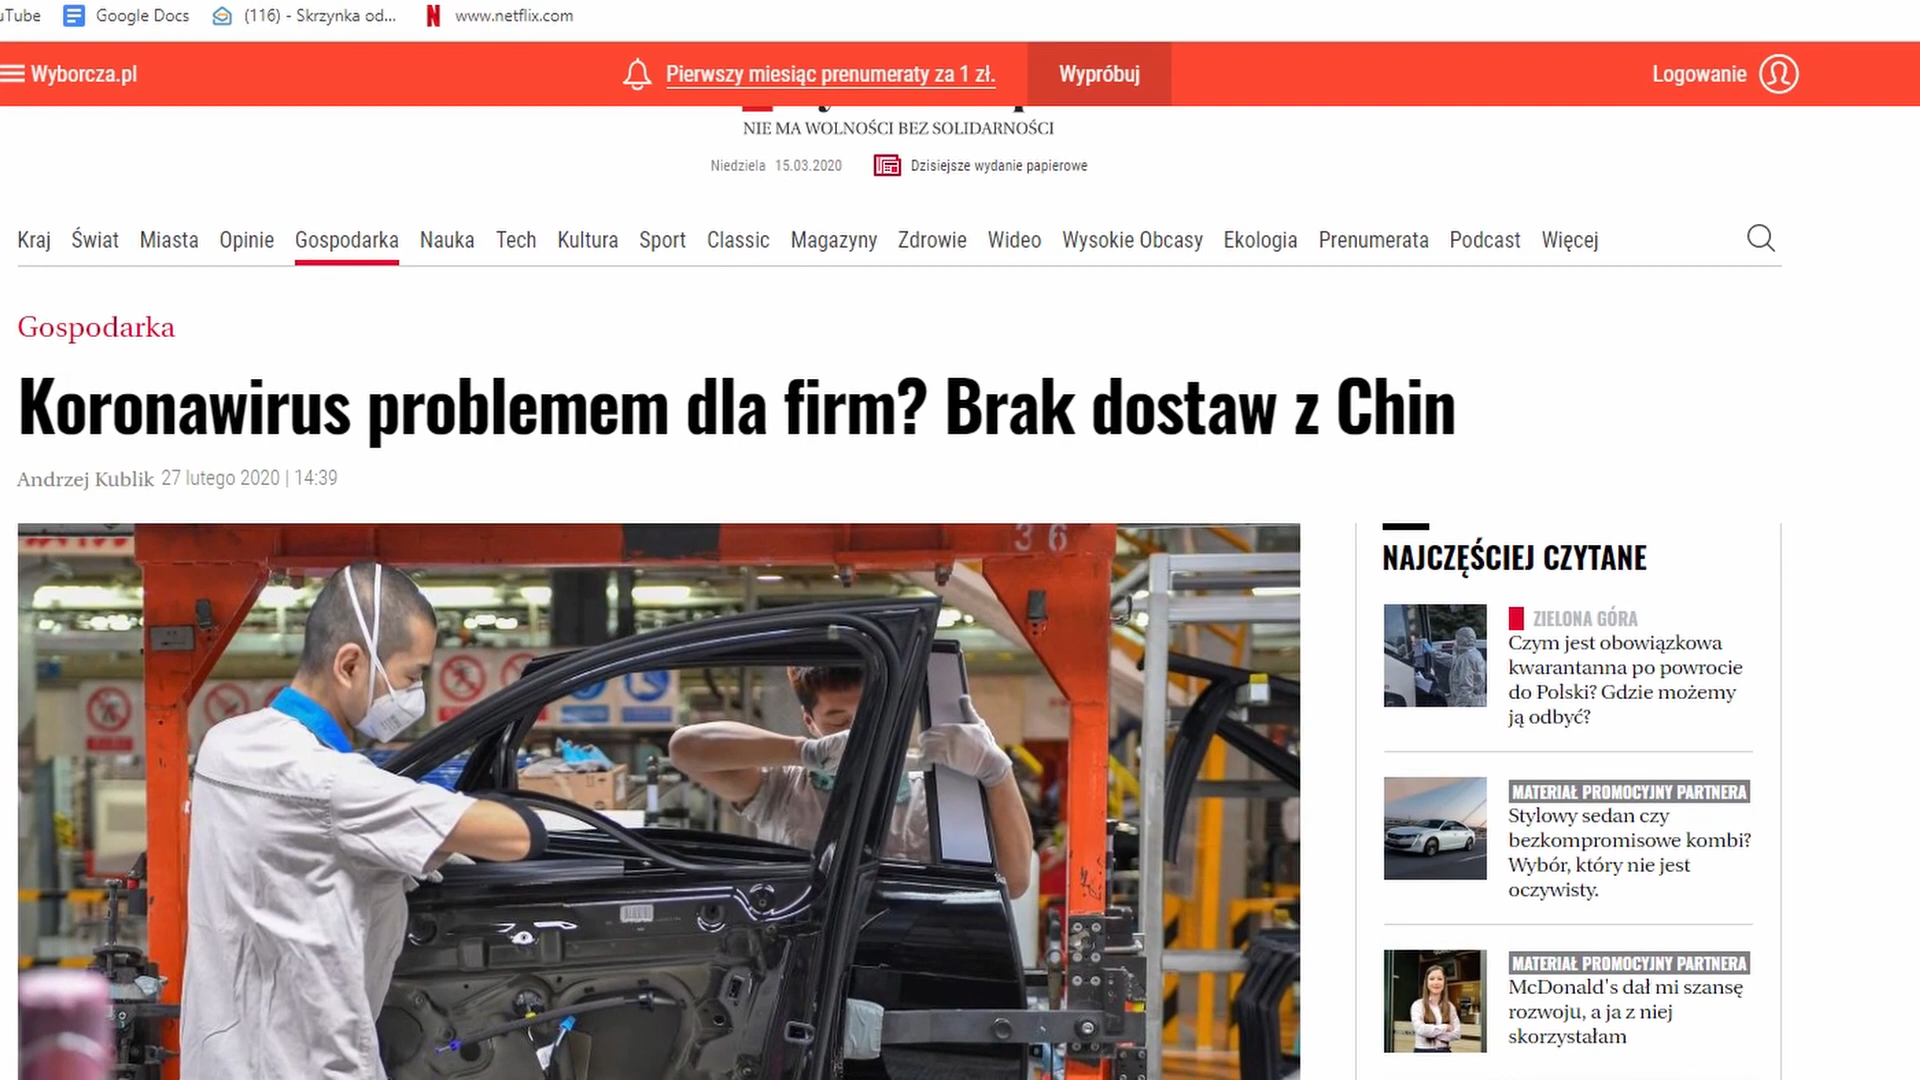 Google Docs
(116) - Skrzynka od...
www.netflix.com
Wyborcza.pl
Pierwszy miesiąc prenumeraty za 1 zł.
Wypróbuj
Logowanie
NIE MA WOLNOŚCI BEZ SOLIDARNOŚCI
Niedziela 15.03.2020
Dzisiejsze wydanie papierowe
Kraj Świat Miasta Opinie Gospodarka Nauka Tech Kultura Sport Classic Magazyny Zdrowie Wideo Wysokie Obcasy Ekologia Prenumerata Podcast Więcej
Gospodarka
Koronawirus problemem dla firm? Brak dostaw z Chin
Andrzej Kublik 27 lutego 2020 | 14:39
36
NAJCZĘŚCIEJ CZYTANE
ZIELONA GÓRA
Czym jest obowiązkowa
kwarantanna po powrocie
do Polski? Gdzie możemy
ją odbyć?
MATERIAŁ PROMOCYJNY PARTNERA
Stylowy sedan czy
bezkompromisowe kombi?
Wybór, który nie jest
oczywisty.
MATERIAŁ PROMOCYJNY PARTNERA
McDonald's dał mi szansę
rozwoju, a ja z niej
skorzystałam